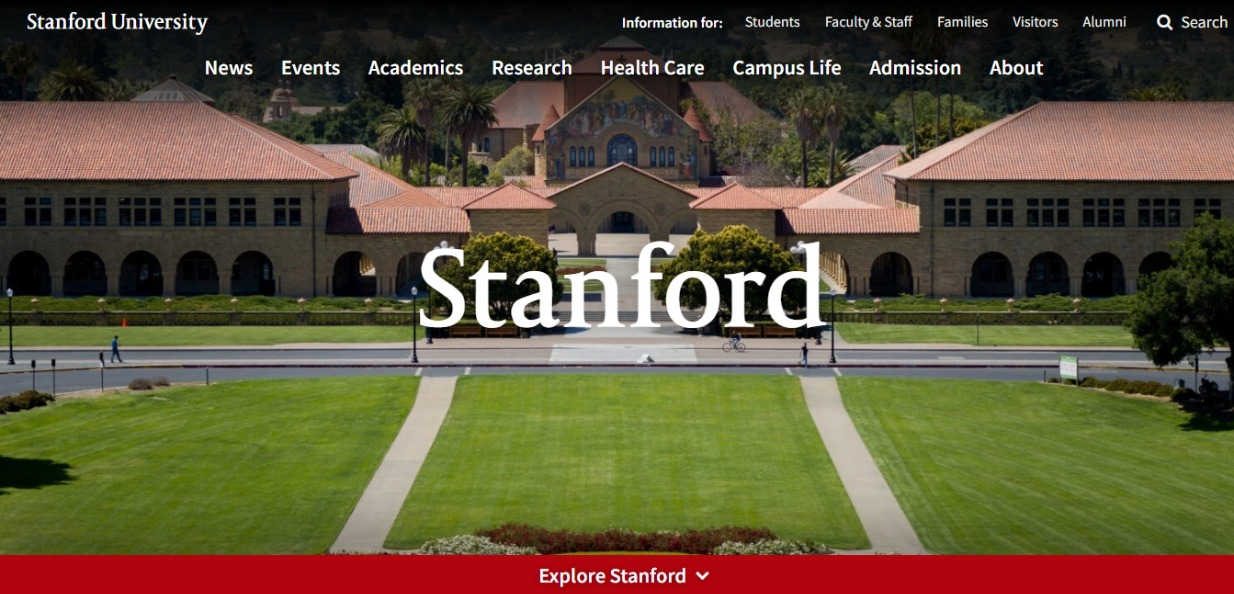 Stanford University
Information for: Students Faculty & Staff Families Visitors Alumni Search
News Events Academics Research Health Care Campus Life Admission About
Stanford
Explore Stanford